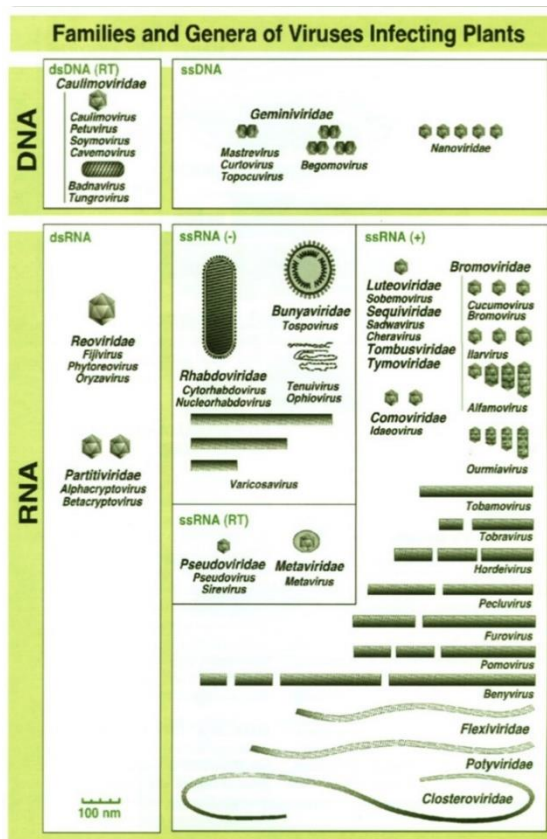 Families and Genera of Viruses Infecting Plants
DNA
dsDNA (RT)
Caulimoviridae
Caulimovirus
Petuvirus
Soymovirus
Cavemovirus
Badnavirus
Tungrovirus
ssDNA
Geminiviridae
Mastrevirus
Curtovirus
Topocuvirus
Begomovirus
Nanoviridae
RNA
dsRNA
Reoviridae
Fijivirus
Phytoreovirus
Oryzavirus
Partitiviridae
Alphacryptovirus
Betacryptovirus
100 nm
ssRNA (-)
Rhabdoviridae
Cytorhabdovirus
Nucleorhabdovirus
Bunyaviridae
Tospovirus
Tenuivirus
Ophiovirus
Varicosavirus
ssRNA (RT)
Pseudoviridae
Pseudovirus
Sirevirus
Metaviridae
Metavirus
ssRNA (+)
Luteoviridae
Sobemovirus
Sequiviridae
Sadwavirus
Cheravirus
Tombusviridae
Tymoviridae
Comoviridae
Idaeovirus
Bromoviridae
Cucumovirus
Bromovirus
Ilarvirus
Alfamovirus
Ourmiavirus
Tobamovirus
Tobravirus
Hordeivirus
Pecluvirus
Furovirus
Pomovirus
Benyvirus
Flexiviridae
Potyviridae
Closteroviridae